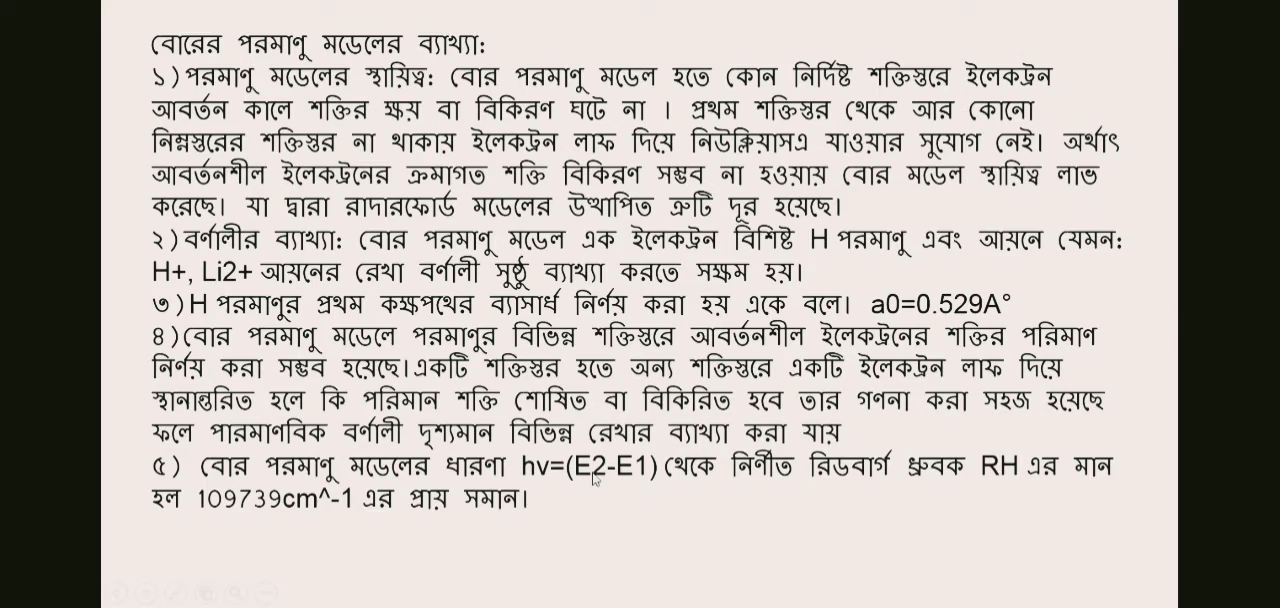 বোরের পরমাণু মডেলের ব্যাখ্যা:
১)পরমাণু মডেলের স্থায়িত্ব: বোর পরমাণু মডেল হতে কোন নির্দিষ্ট শক্তিস্তরে ইলেকট্রন
আবর্তন কালে শক্তির ক্ষয় বা বিকিরণ ঘটে না । প্রথম শক্তিস্তর থেকে আর কোনো
নিম্নস্তরের শক্তিস্তর না থাকায় ইলেকট্রন লাফ দিয়ে নিউক্লিয়াসএ যাওয়ার সুযোগ নেই। অর্থাৎ
আবর্তনশীল ইলেকট্রনের ক্রমাগত শক্তি বিকিরণ সম্ভব না হওয়ায় বোর মডেল স্থায়িত্ব লাভ
করেছে। যা দ্বারা রাদারফোর্ড মডেলের উত্থাপিত ত্রুটি দূর হয়েছে।
২)বর্ণালীর ব্যাখ্যা: বোর পরমাণু মডেল এক ইলেকট্রন বিশিষ্ট H পরমাণু এবং আয়নে যেমন:
H+, Li2+ আয়নের রেখা বর্ণালী সুষ্ঠু ব্যাখ্যা করতে সক্ষম হয়।
৩)H পরমাণুর প্রথম কক্ষপথের ব্যাসার্ধ নির্ণয় করা হয় একে বলে। a0=0.529A°
৪)বোর পরমাণু মডেলে পরমাণুর বিভিন্ন শক্তিস্তরে আবর্তনশীল ইলেকট্রনের শক্তির পরিমাণ
নির্ণয় করা সম্ভব হয়েছে।একটি শক্তিস্তর হতে অন্য শক্তিস্তরে একটি ইলেকট্রন লাফ দিয়ে
স্থানান্তরিত হলে কি পরিমান শক্তি শোষিত বা বিকিরিত হবে তার গণনা করা সহজ হয়েছে
ফলে পারমাণবিক বর্ণালী দৃশ্যমান বিভিন্ন রেখার ব্যাখ্যা করা যায়
৫) বোর পরমাণু মডেলের ধারণা hv=(E2-E1) থেকে নির্ণীত রিডবার্গ ধ্রুবক RH এর মান
হল 109739cm^-1 এর প্রায় সমান।